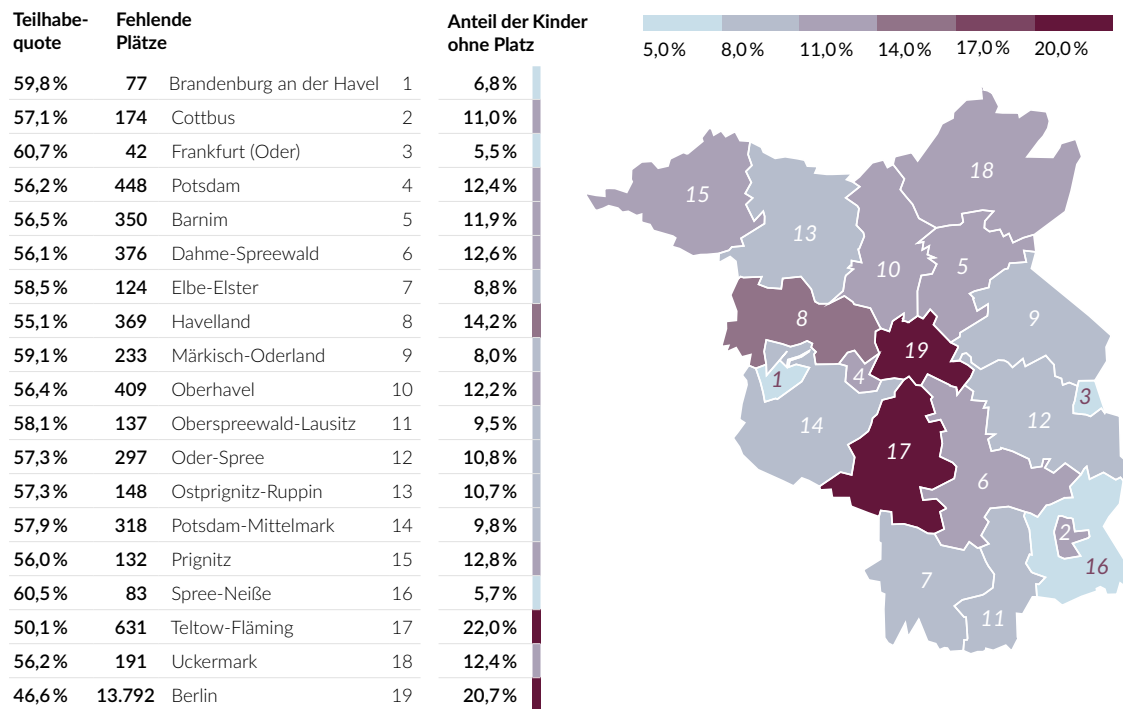 Teilhabe-
quote
Fehlende
Plätze
Anteil der Kinder
ohne Platz
59,8 % 77 Brandenburg an der Havel 1 6,8 %
57,1 % 174 Cottbus 2 11,0 %
60,7 % 42 Frankfurt (Oder) 3 5,5 %
56,2 % 448 Potsdam 4 12,4 %
56,5 % 350 Barnim 5 11,9 %
56,1 % 376 Dahme-Spreewald 6 12,6 %
58,5 % 124 Elbe-Elster 7 8,8 %
55,1 % 369 Havelland 8 14,2 %
59,1 % 233 Märkisch-Oderland 9 8,0 %
56,4 % 409 Oberhavel 10 12,2 %
58,1 % 137 Oberspreewald-Lausitz 11 9,5 %
57,3 % 297 Oder-Spree 12 10,8 %
57,3 % 148 Ostprignitz-Ruppin 13 10,7 %
57,9 % 318 Potsdam-Mittelmark 14 9,8 %
56,0 % 132 Prignitz 15 12,8 %
60,5 % 83 Spree-Neiße 16 5,7 %
50,1 % 631 Teltow-Fläming 17 22,0 %
56,2 % 191 Uckermark 18 12,4 %
46,6 % 13.792 Berlin 19 20,7 %
5,0 % 8,0 % 11,0 % 14,0 % 17,0 % 20,0 %
18
15
13
10
5
8
9
19
1
4
3
14
12
17
6
2
16
7
11